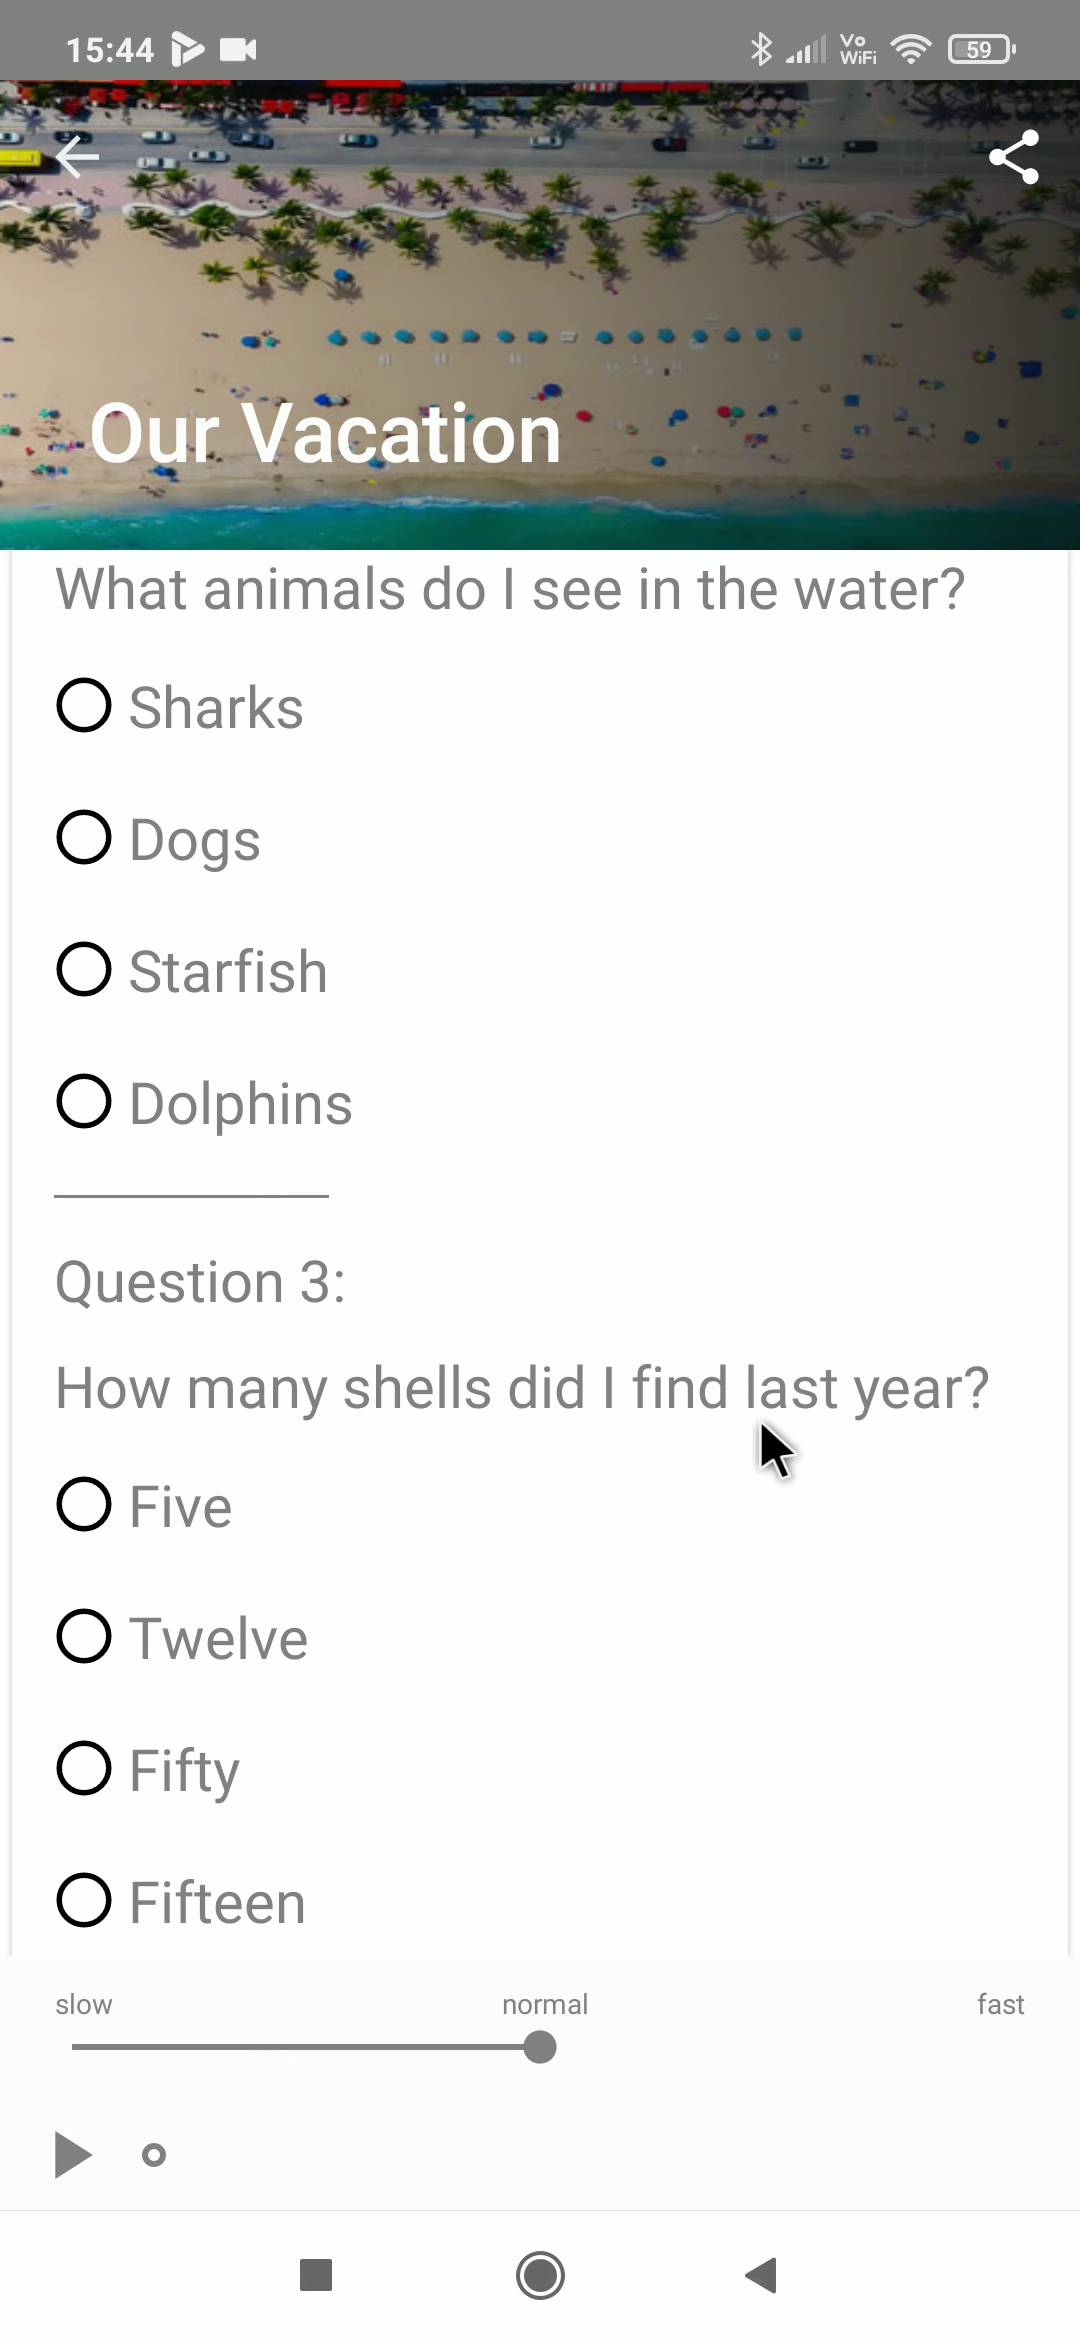 15:44
Vo
WiFi
59
Our Vacation
What animals do I see in the water?
Sharks
Dogs
Starfish
Dolphins
Question 3:
How many shells did I find last year?
Five
Twelve
Fifty
Fifteen
slow normal fast